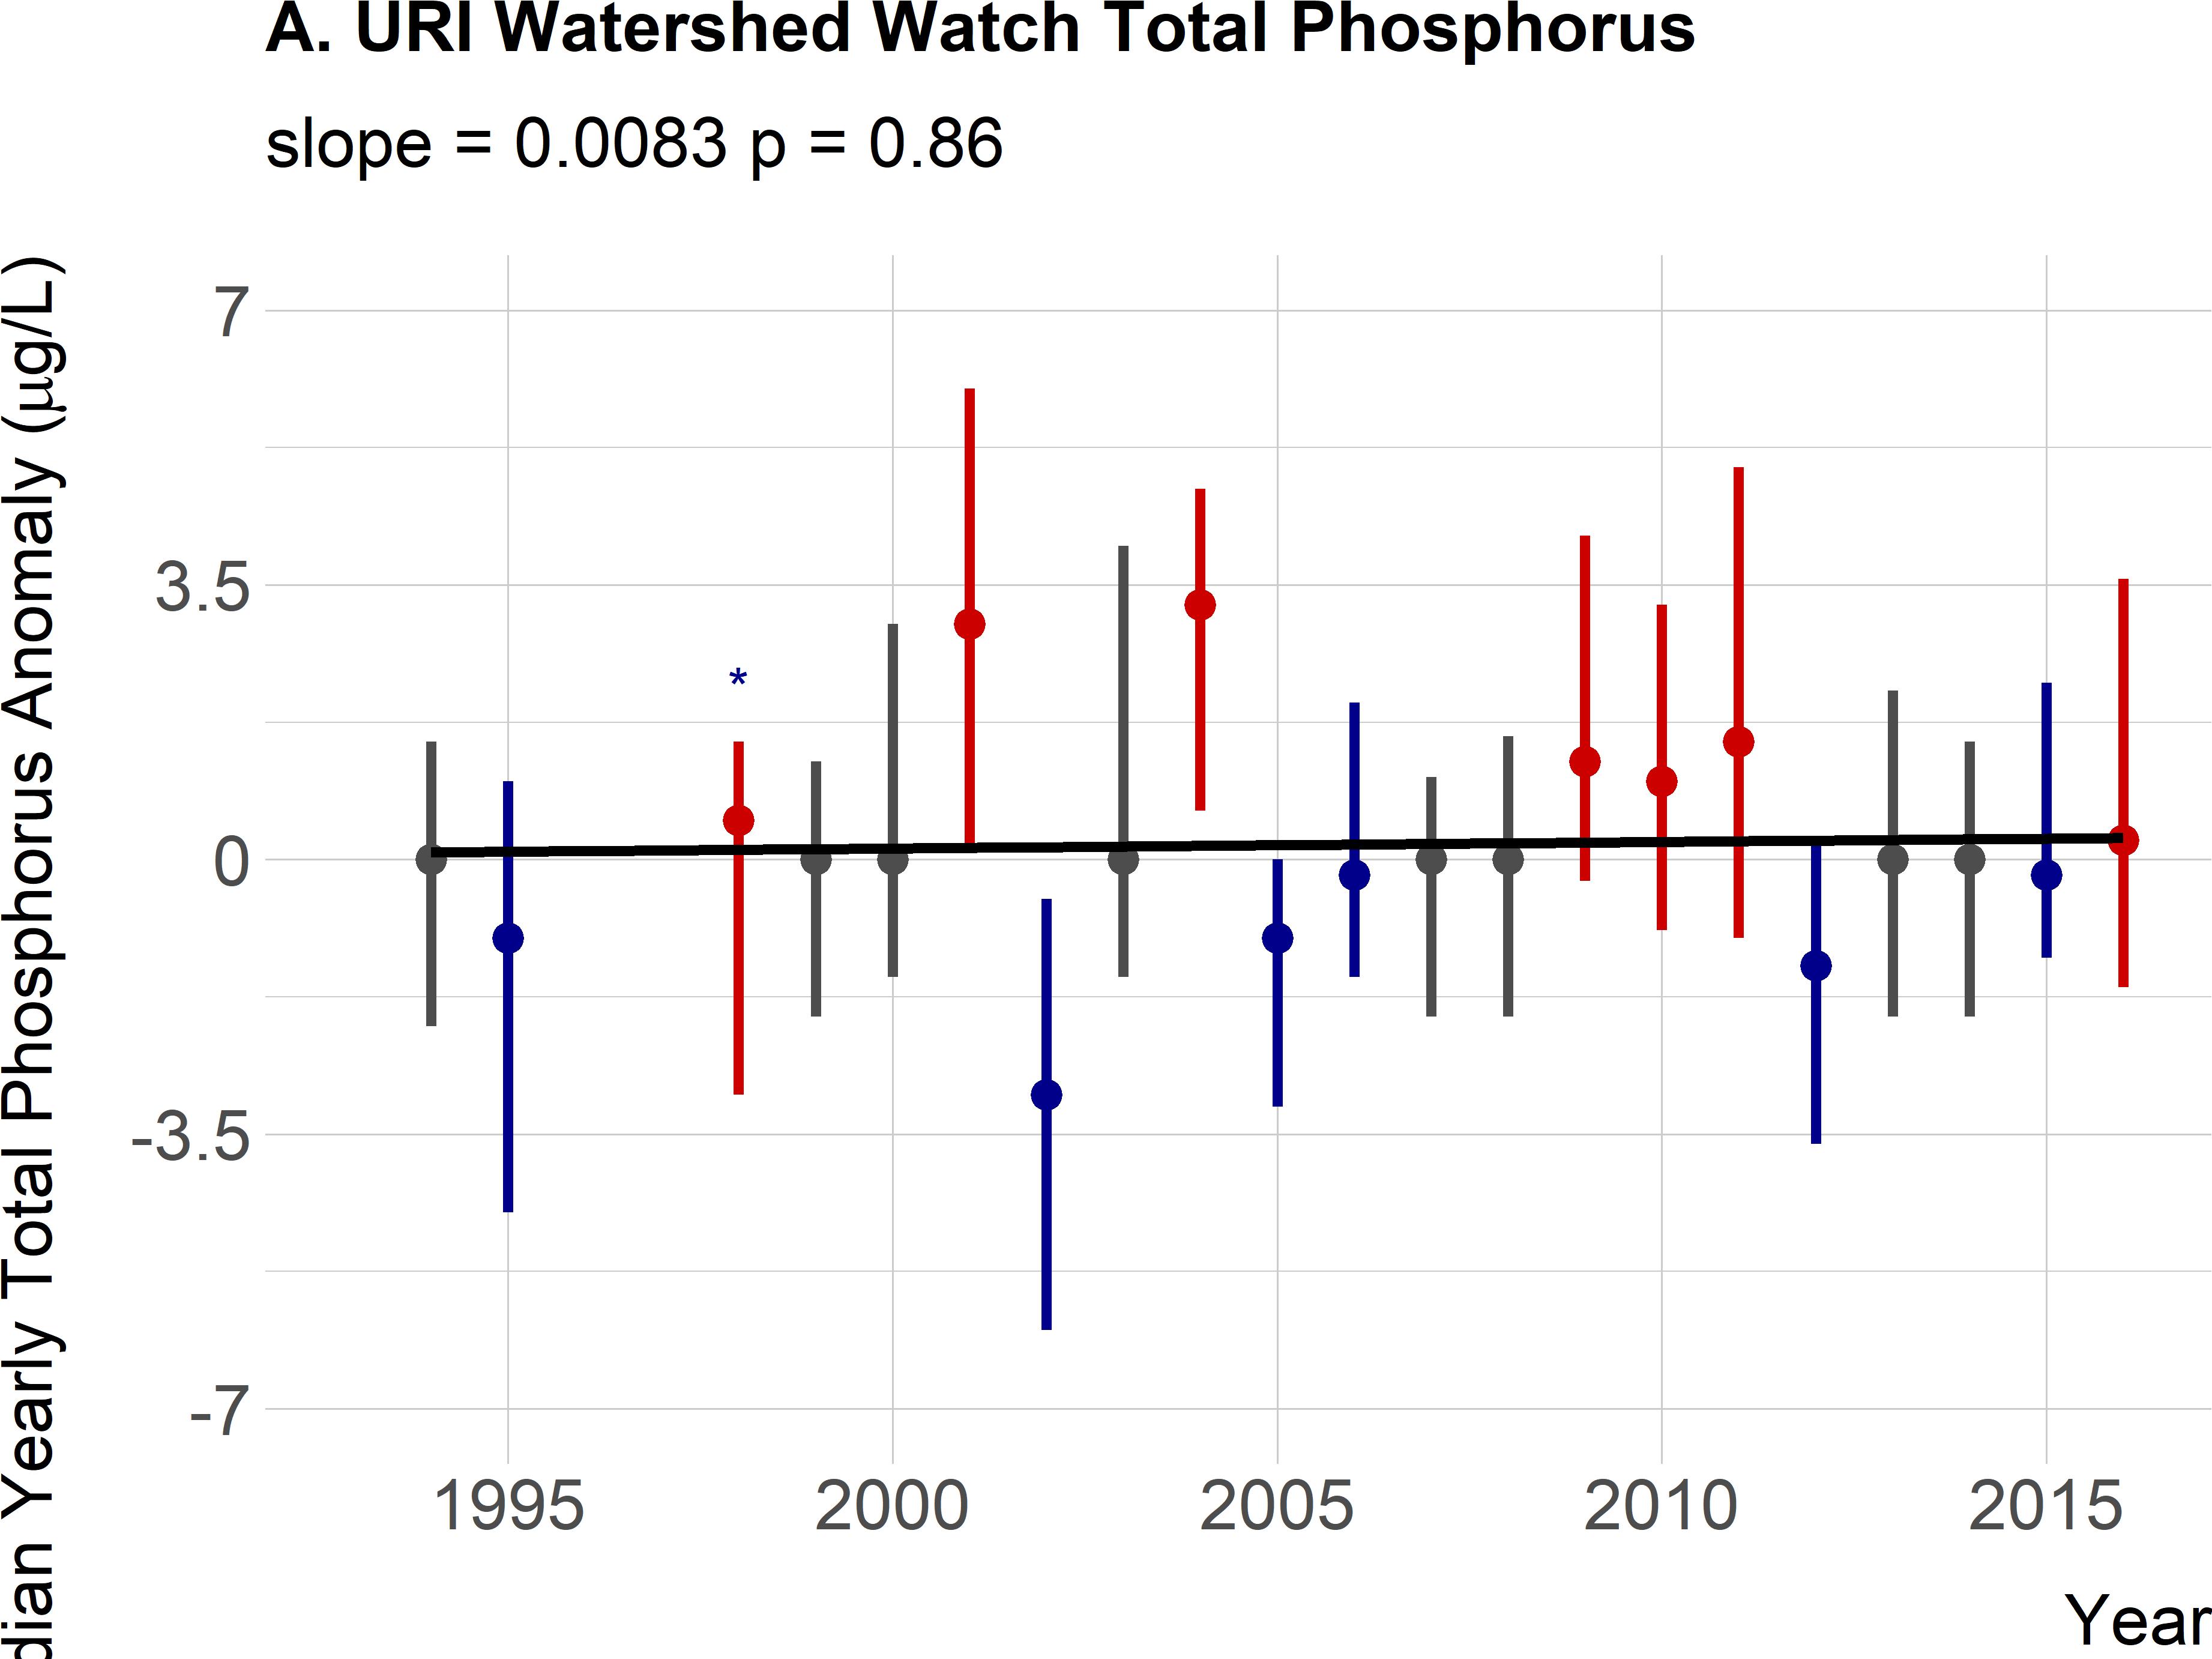 A. URI Watershed Watch Total Phosphorus
slope = 0.0083 p = 0.86
Yearly Total Phosphorus Anomaly (µg/L)
7
3.5
0
-3.5
-7
*
1995 2000 2005 2010 2015
Year